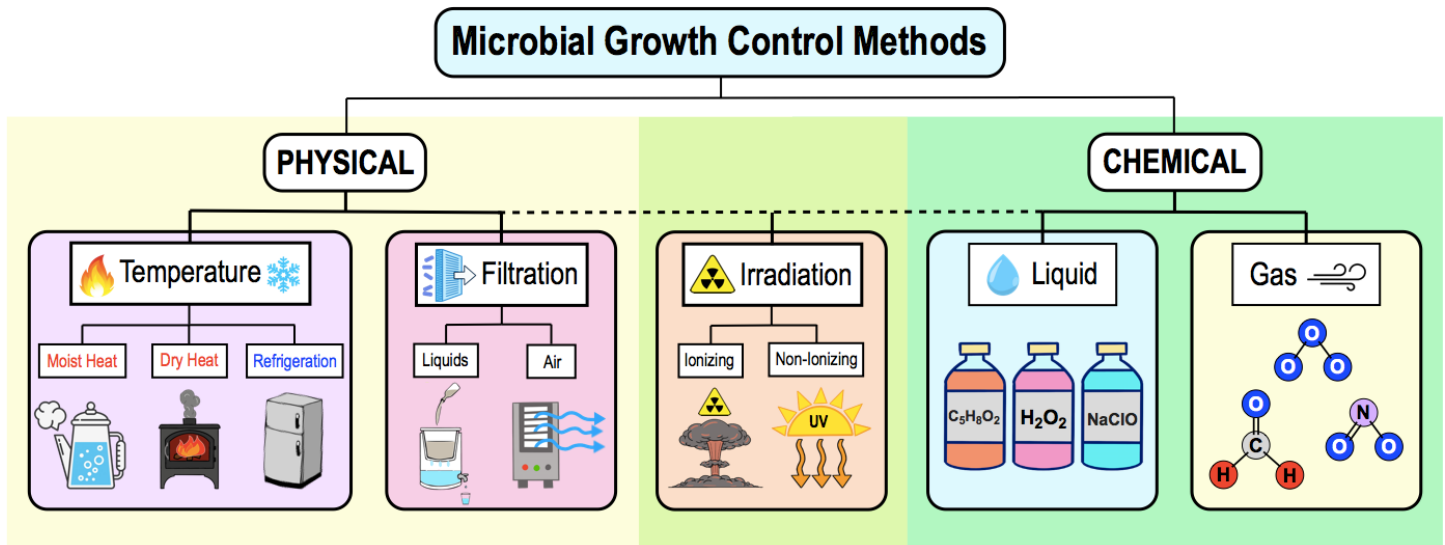 Microbial Growth Control Methods
PHYSICAL
CHEMICAL
Temperature
Filtration
Irradiation
Liquid
Gas
Moist Heat
Dry Heat
Refrigeration
Liquids
Air
Ionizing
Non-Ionizing
UV
C₅H₈O₂
H₂O₂
NaClO
O
O
O
O
C
H
H
N
O
O